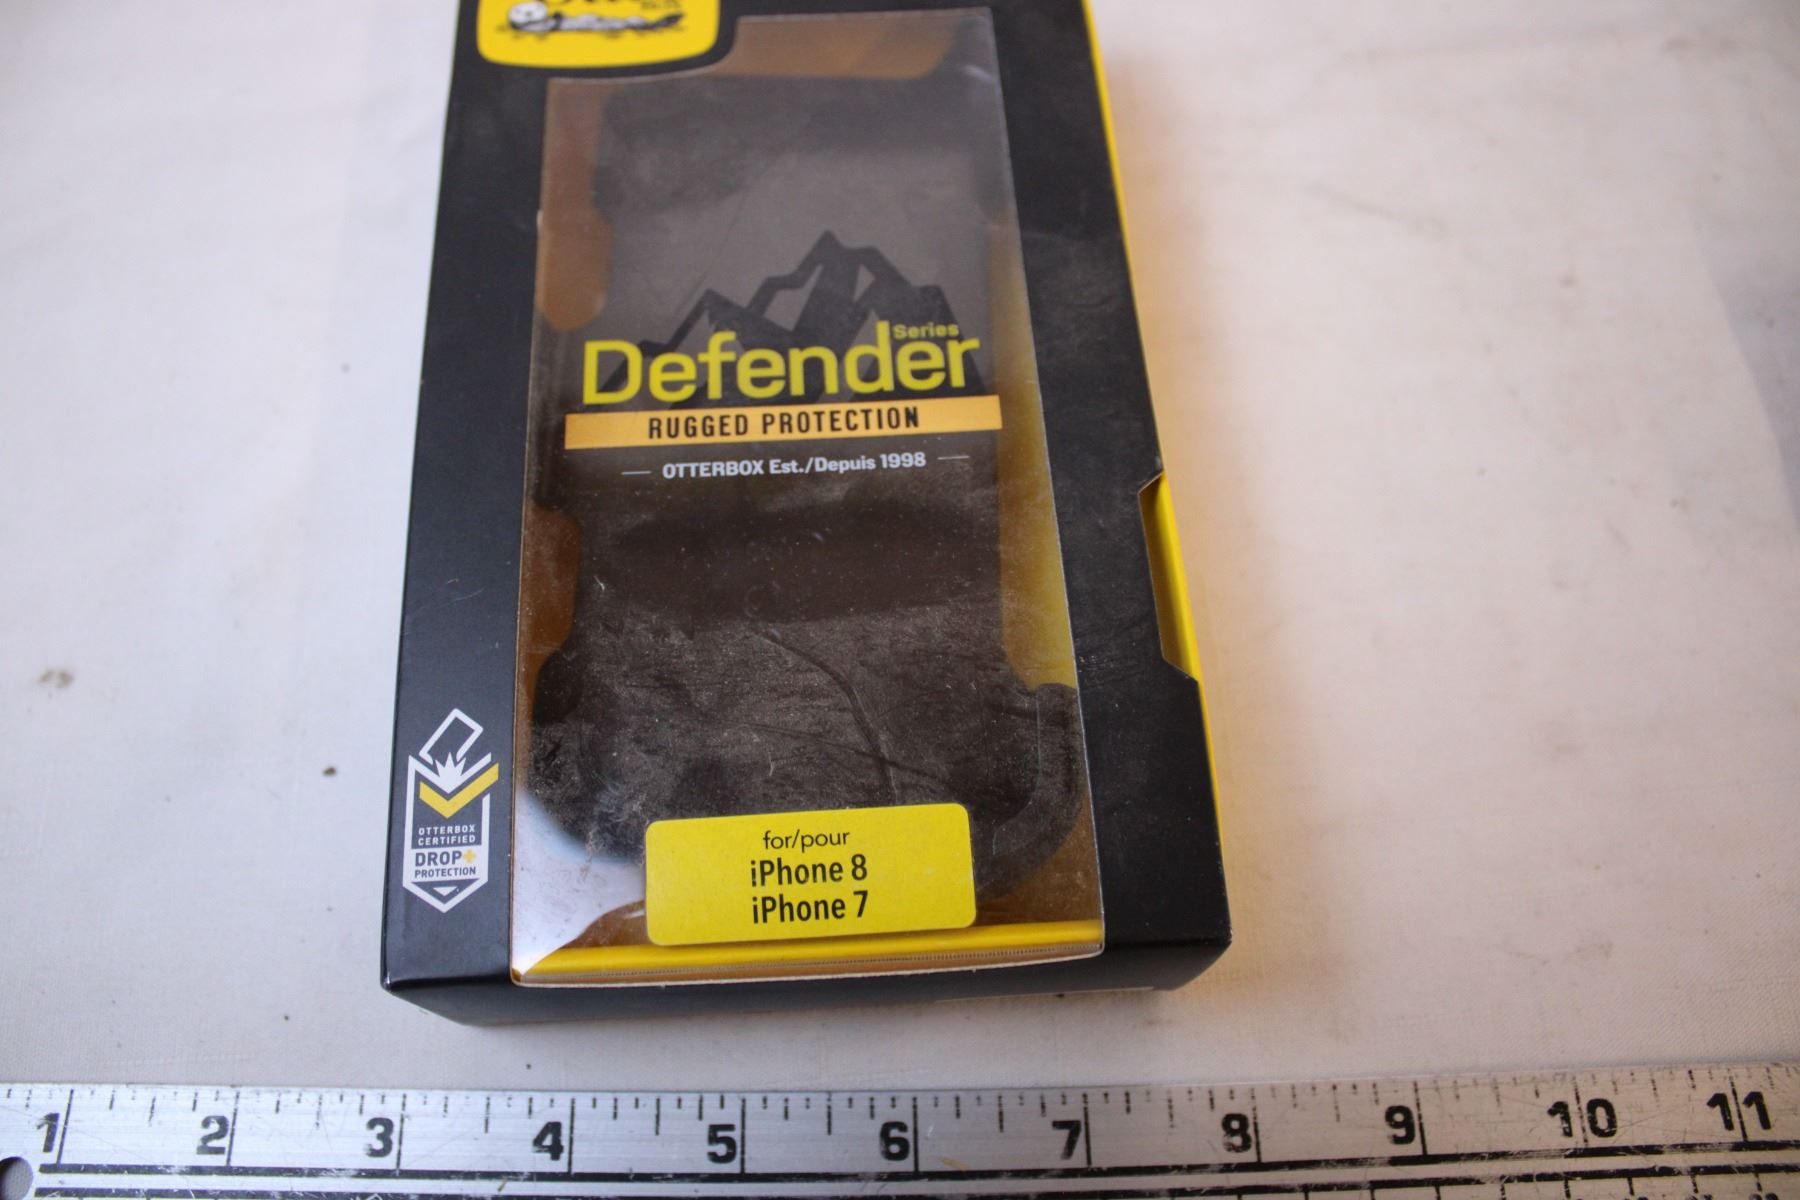 Series
Defender
RUGGED PROTECTION
OTTERBOX Est./Depuis 1998
OTTERBOX
CERTIFIED
DROP+
PROTECTION
for/pour
iPhone 8
iPhone 7
1 2 3 4 5 6 7 8 9 10 11